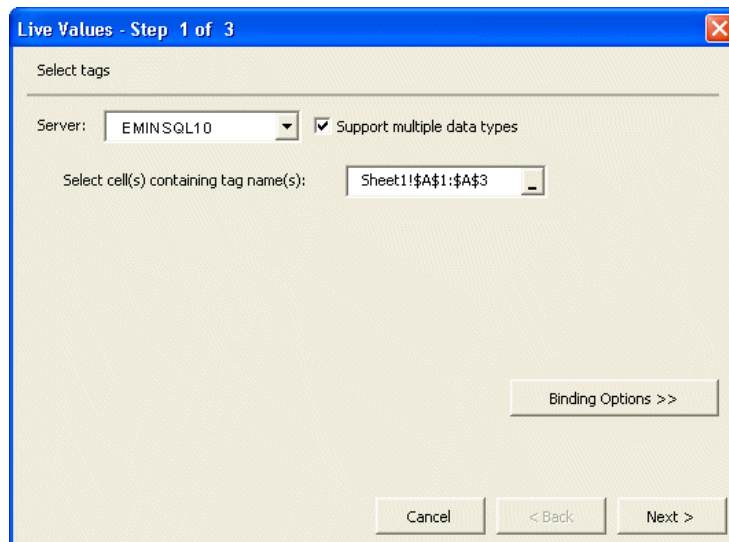 Live Values - Step 1 of 3
Select tags
Server: EMINSQL10 Support multiple data types
Select cell(s) containing tag name(s): Sheet1!$A$1:$A$3
Binding Options >>
Cancel < Back Next >